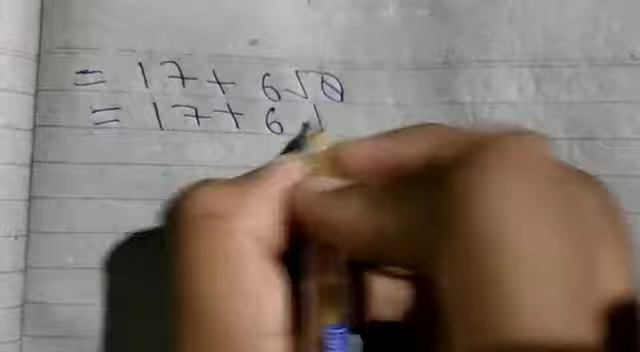 = 17 + 6√8
= 17 + 6